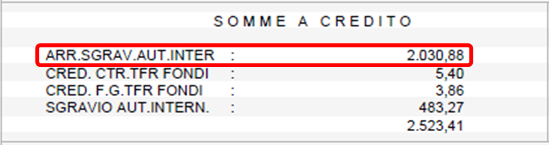 SOMME A CREDITO
ARR.SGRAV.AUT.INTER : 2.030,88
CRED. CTR.TFR FONDI : 5,40
CRED. F.G.TFR FONDI : 3,86
SGRAVIO AUT.INTERN. : 483,27
2.523,41